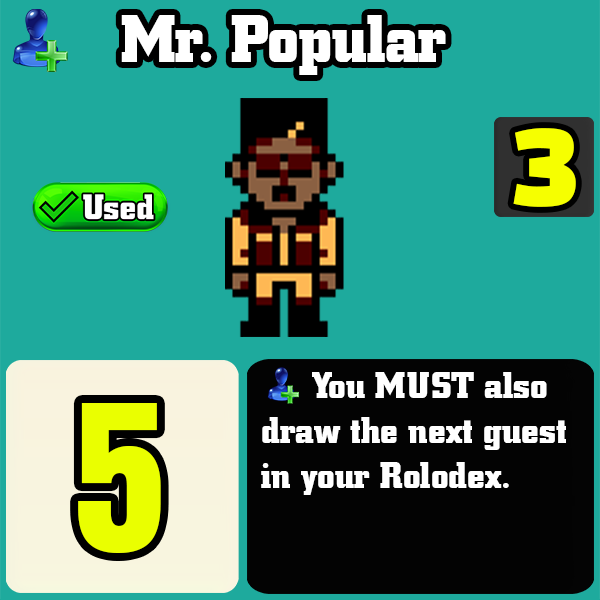 Mr. Popular
3
Used
5
You MUST also
draw the next guest
in your Rolodex.